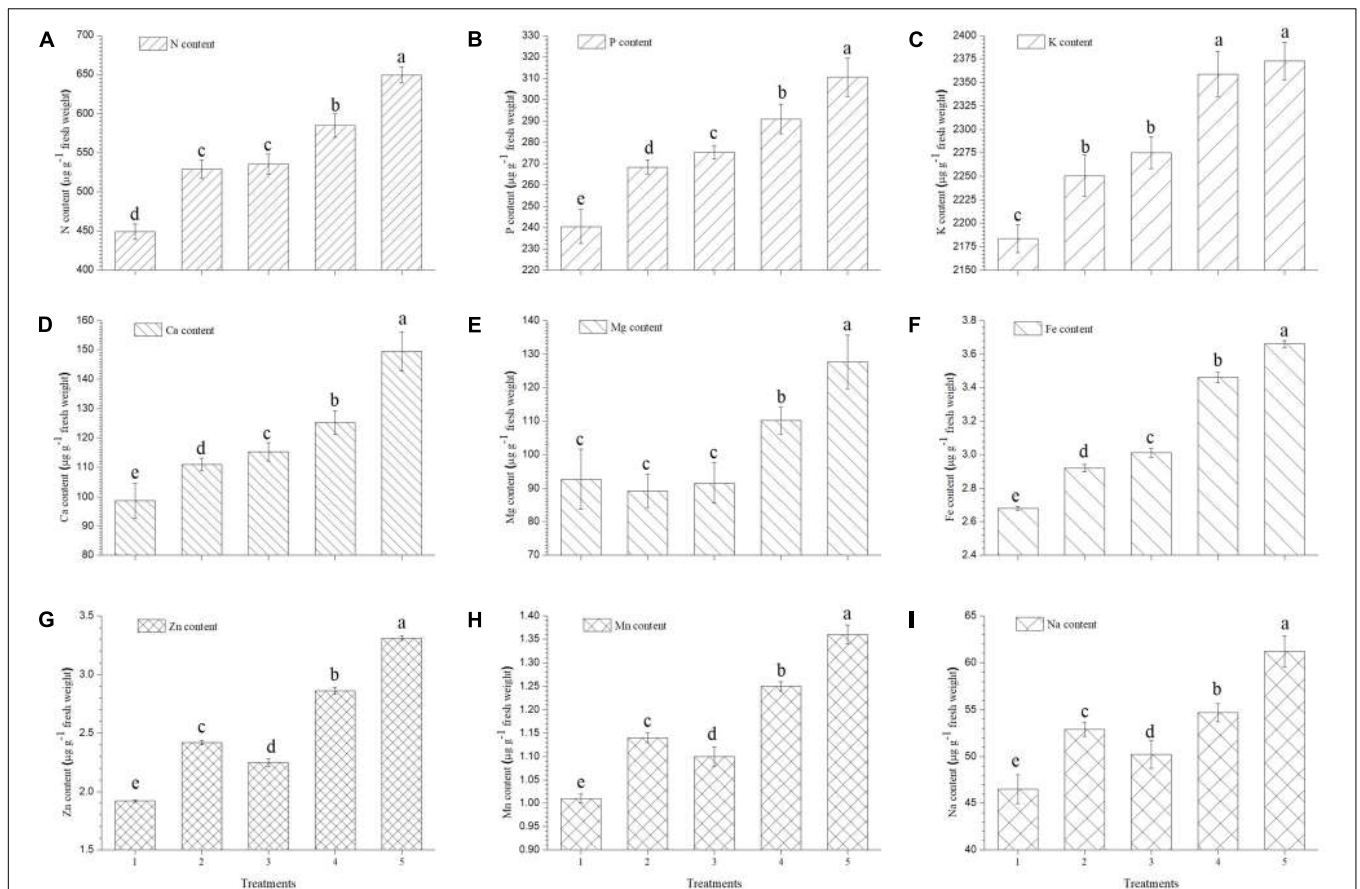 A
N content
N content (µg g⁻¹ fresh weight)
700
650
600
550
500
450
400
d
c
c
b
a
B
P content
P content (µg g⁻¹ fresh weight)
330
320
310
300
290
280
270
260
250
240
230
220
e
d
c
b
a
C
K content
K content (µg g⁻¹ fresh weight)
2400
2375
2350
2325
2300
2275
2250
2225
2200
2175
2150
c
b
b
a
a
D
Ca content
Ca content (µg g⁻¹ fresh weight)
160
150
140
130
120
110
100
90
80
e
d
c
b
a
E
Mg content
Mg content (µg g⁻¹ fresh weight)
140
130
120
110
100
90
80
70
c
c
c
b
a
F
Fe content
Fe content (µg g⁻¹ fresh weight)
3.8
3.6
3.4
3.2
3.0
2.8
2.6
2.4
e
d
c
b
a
G
Zn content
Zn content (µg g⁻¹ fresh weight)
3.5
3.0
2.5
2.0
1.5
e
c
d
b
a
1 2 3 4 5
Treatments
H
Mn content
Mn content (µg g⁻¹ fresh weight)
1.40
1.35
1.30
1.25
1.20
1.15
1.10
1.05
1.00
0.95
0.90
e
c
d
b
a
1 2 3 4 5
Treatments
I
Na content
Na content (µg g⁻¹ fresh weight)
65
60
55
50
45
40
e
c
d
b
a
1 2 3 4 5
Treatments